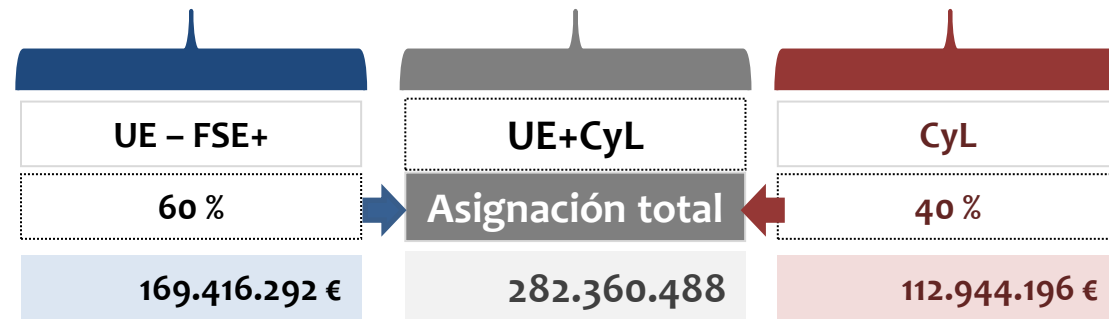 UE – FSE+
UE+CyL
CyL
60 %
Asignación total
40 %
169.416.292 €
282.360.488
112.944.196 €